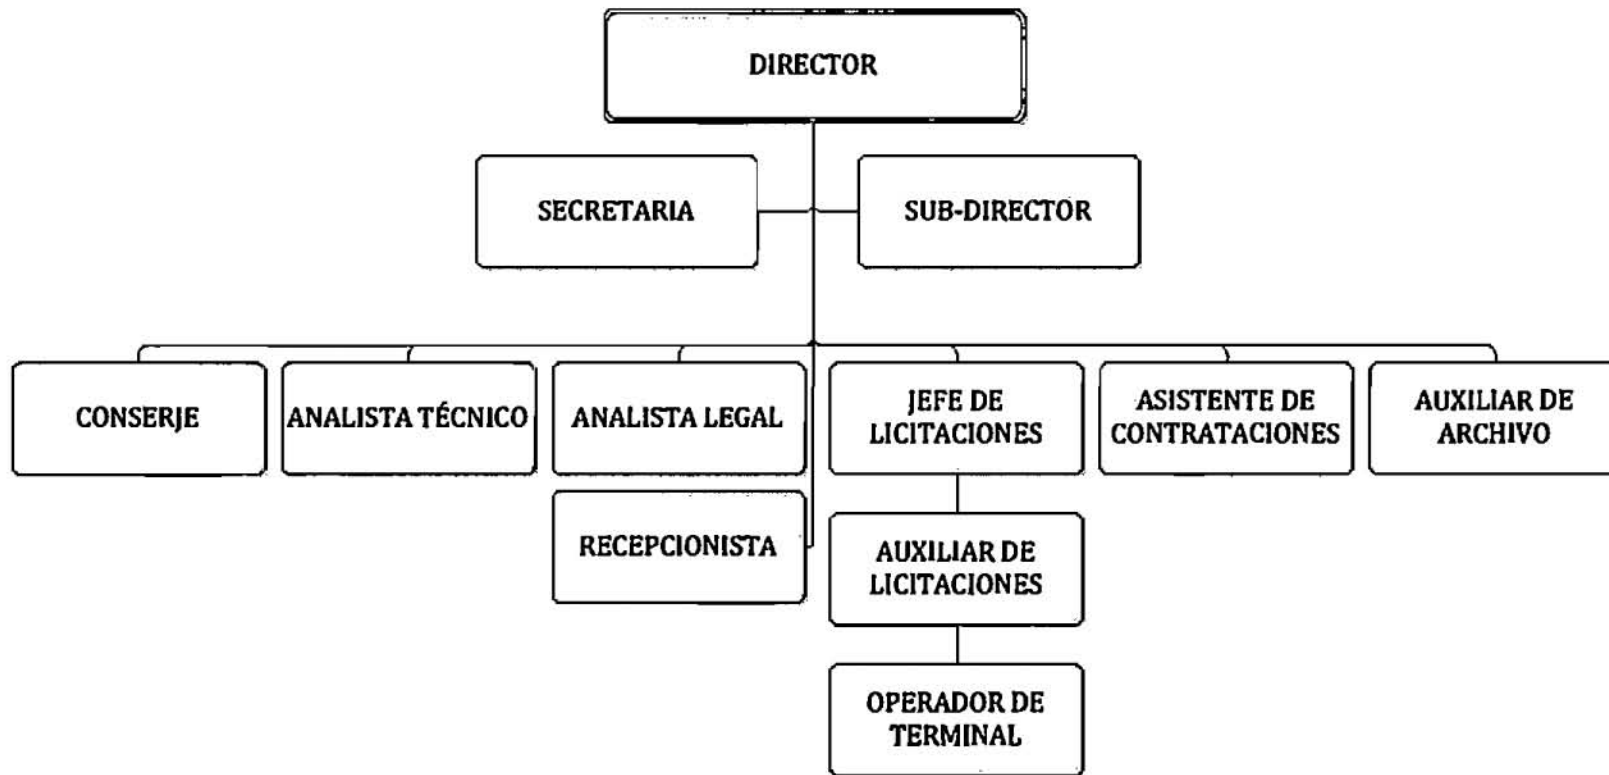 DIRECTOR
SECRETARIA
SUB-DIRECTOR
CONSERJE
ANALISTA TÉCNICO
ANALISTA LEGAL
JEFE DE
LICITACIONES
ASISTENTE DE
CONTRATACIONES
AUXILIAR DE
ARCHIVO
RECEPCIONISTA
AUXILIAR DE
LICITACIONES
OPERADOR DE
TERMINAL